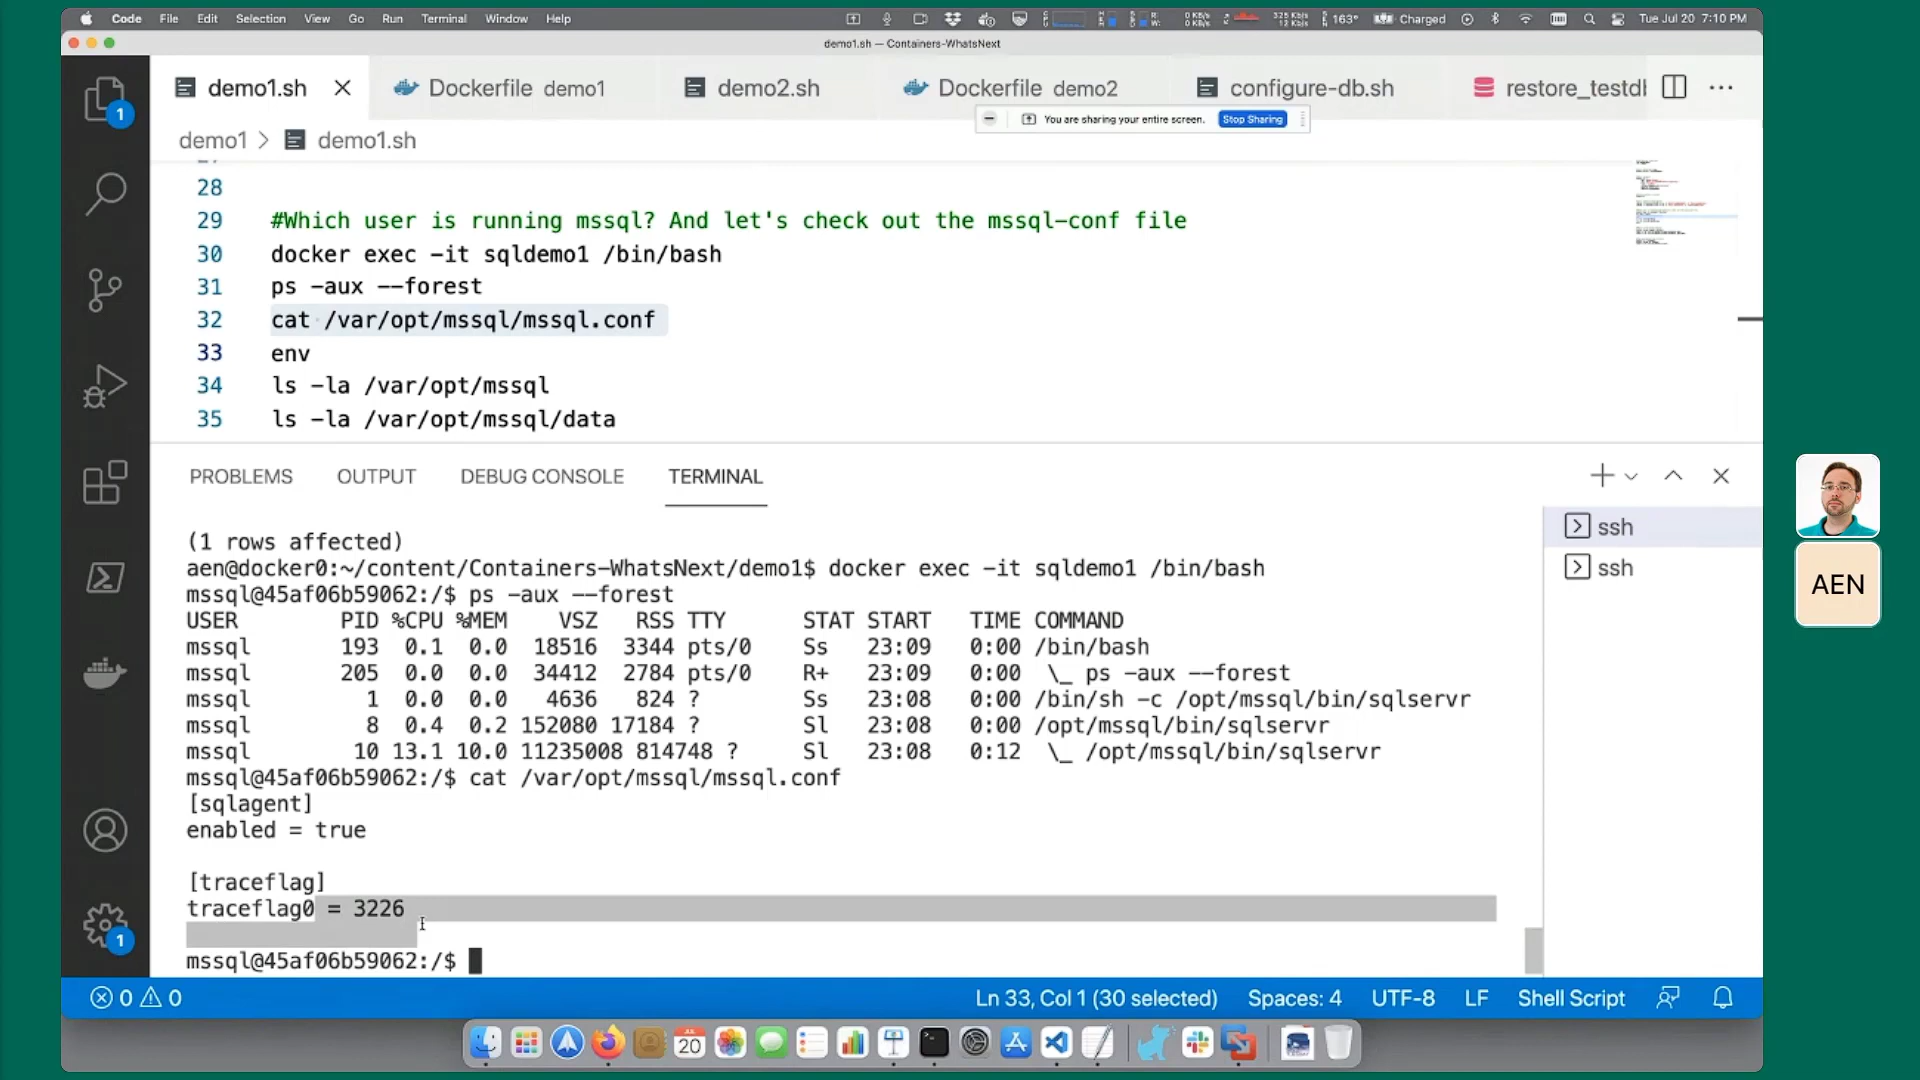 Code File Edit Selection View Go Run Terminal Window Help
0 KB/s
0 KB/s
325 Kb/s
12 Kb/s
163° Charged Tue Jul 20 7:10 PM
demo1.sh — Containers-WhatsNext
demo1.sh Dockerfile demo1 demo2.sh Dockerfile demo2 configure-db.sh restore_testdl
You are sharing your entire screen. Stop Sharing
demo1 > demo1.sh
28
29 #Which user is running mssql? And let's check out the mssql-conf file
30 docker exec -it sqldemo1 /bin/bash
31 ps -aux --forest
32 cat /var/opt/mssql/mssql.conf
33 env
34 ls -la /var/opt/mssql
35 ls -la /var/opt/mssql/data
PROBLEMS OUTPUT DEBUG CONSOLE TERMINAL
ssh
ssh
(1 rows affected)
aen@docker0:~/content/Containers-WhatsNext/demo1$ docker exec -it sqldemo1 /bin/bash
mssql@45af06b59062:/$ ps -aux --forest
USER PID %CPU %MEM VSZ RSS TTY STAT START TIME COMMAND
mssql 193 0.1 0.0 18516 3344 pts/0 Ss 23:09 0:00 /bin/bash
mssql 205 0.0 0.0 34412 2784 pts/0 R+ 23:09 0:00 \_ ps -aux --forest
mssql 1 0.0 0.0 4636 824 ? Ss 23:08 0:00 /bin/sh -c /opt/mssql/bin/sqlservr
mssql 8 0.4 0.2 152080 17184 ? Sl 23:08 0:00 /opt/mssql/bin/sqlservr
mssql 10 13.1 10.0 11235008 814748 ? Sl 23:08 0:12 \_ /opt/mssql/bin/sqlservr
mssql@45af06b59062:/$ cat /var/opt/mssql/mssql.conf
[sqlagent]
enabled = true
[traceflag]
traceflag0 = 3226
mssql@45af06b59062:/$
1
1
AEN
0 0 Ln 33, Col 1 (30 selected) Spaces: 4 UTF-8 LF Shell Script
20